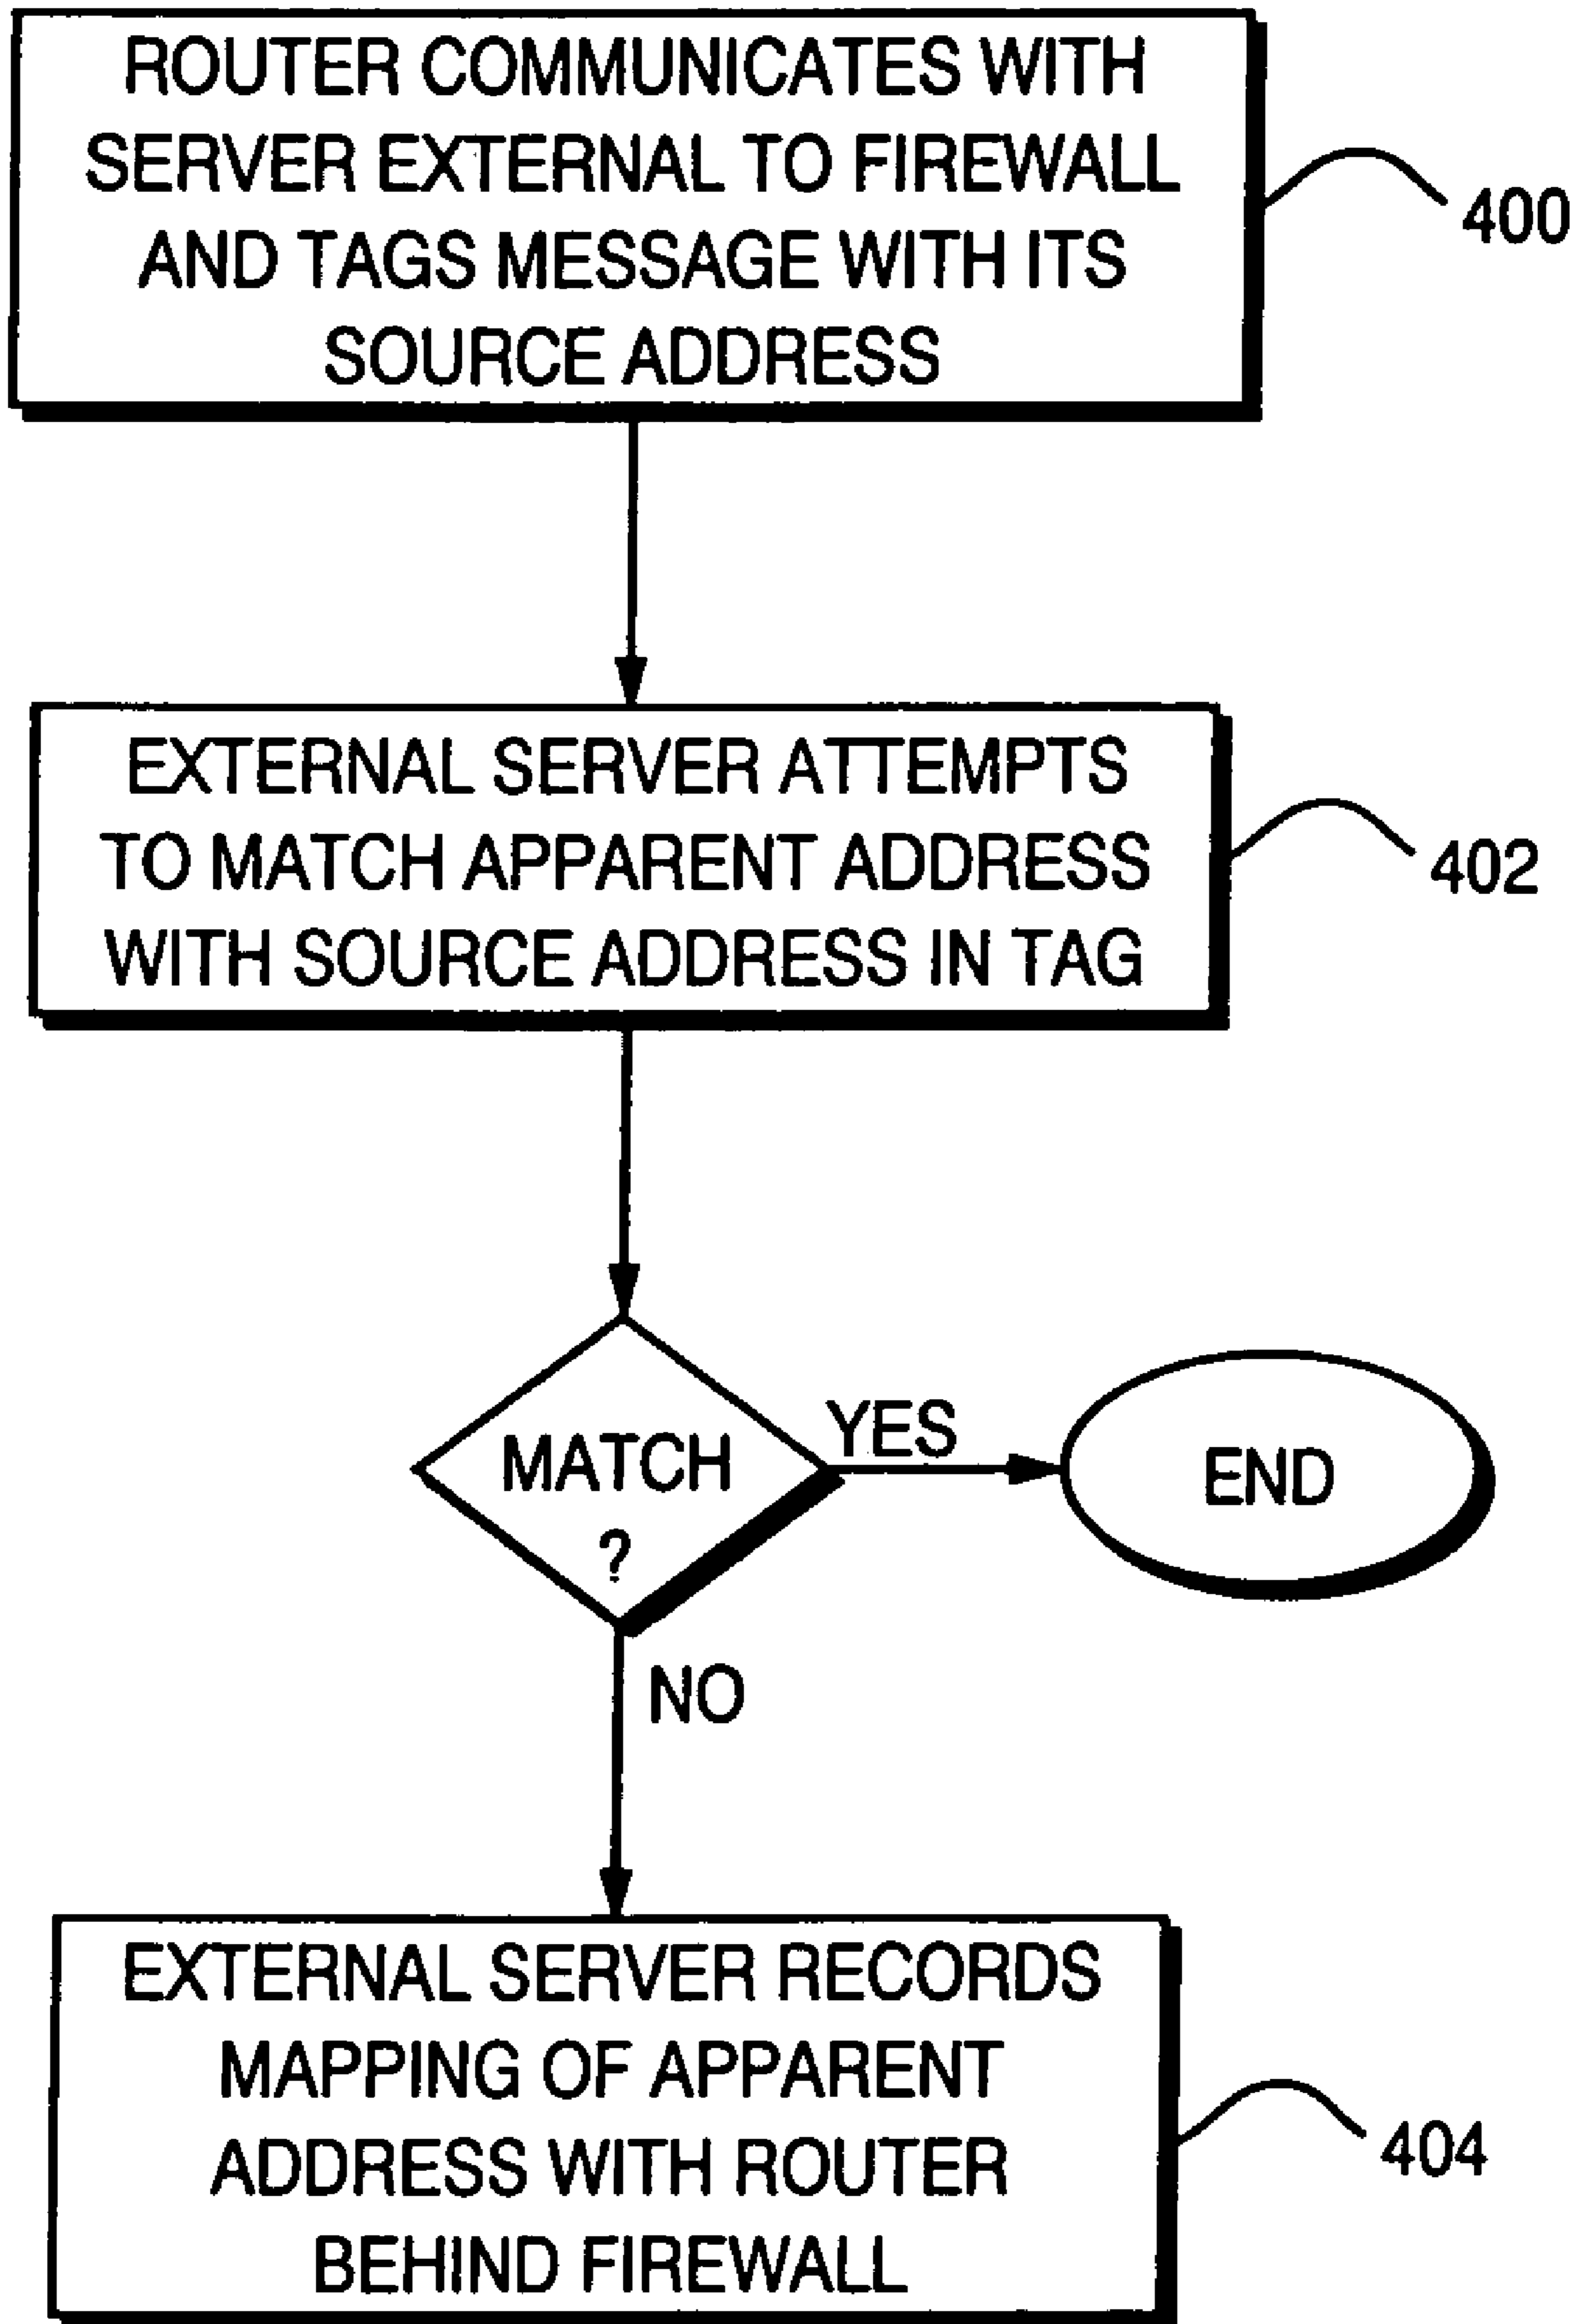 ROUTER COMMUNICATES WITH
SERVER EXTERNAL TO FIREWALL
AND TAGS MESSAGE WITH ITS
SOURCE ADDRESS
400
EXTERNAL SERVER ATTEMPTS
TO MATCH APPARENT ADDRESS
WITH SOURCE ADDRESS IN TAG
402
MATCH
?
YES
END
NO
EXTERNAL SERVER RECORDS
MAPPING OF APPARENT
ADDRESS WITH ROUTER
BEHIND FIREWALL
404